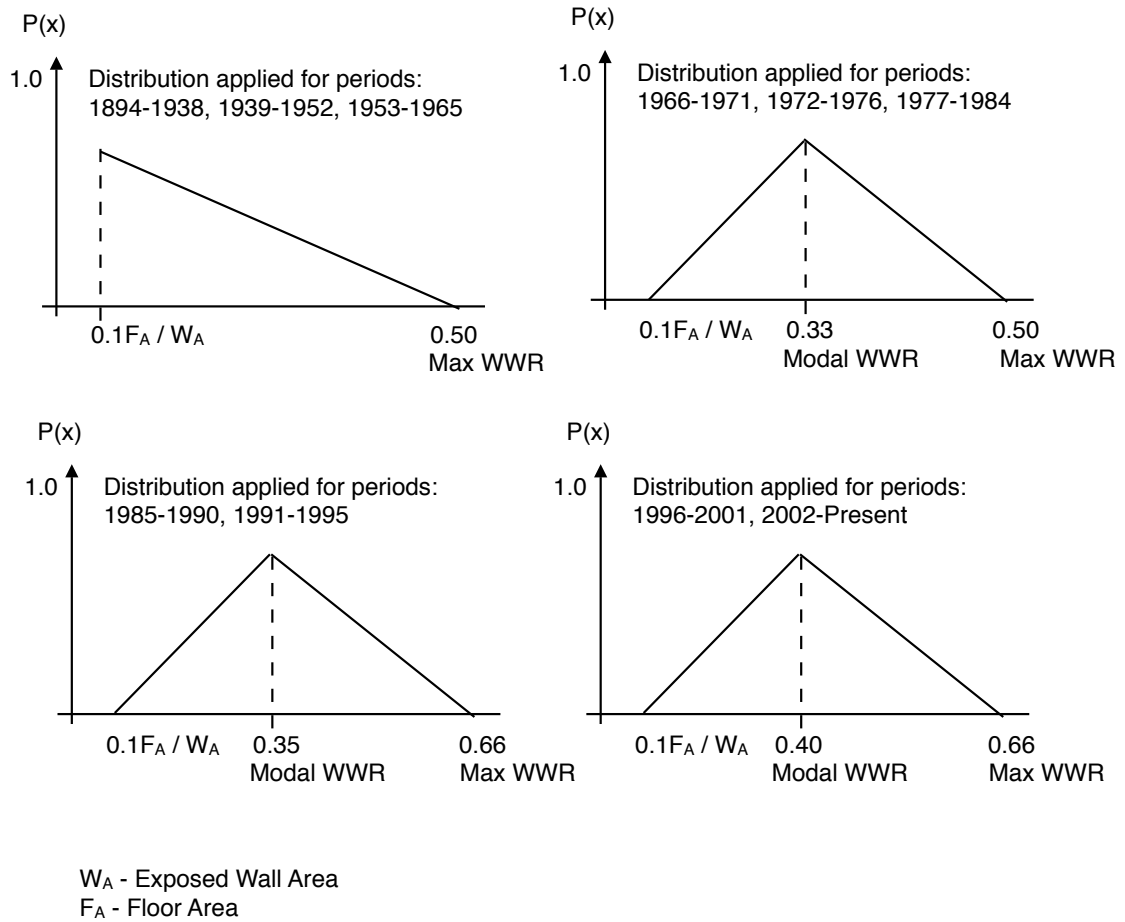 P(x)
1.0
Distribution applied for periods:
1894-1938, 1939-1952, 1953-1965
0.1FA / WA
0.50
Max WWR
P(x)
1.0
Distribution applied for periods:
1966-1971, 1972-1976, 1977-1984
0.1FA / WA
0.33
0.50
Modal WWR
Max WWR
P(x)
1.0
Distribution applied for periods:
1985-1990, 1991-1995
0.1FA / WA
0.35
0.66
Modal WWR
Max WWR
P(x)
1.0
Distribution applied for periods:
1996-2001, 2002-Present
0.1FA / WA
0.40
0.66
Modal WWR
Max WWR
WA - Exposed Wall Area
FA - Floor Area